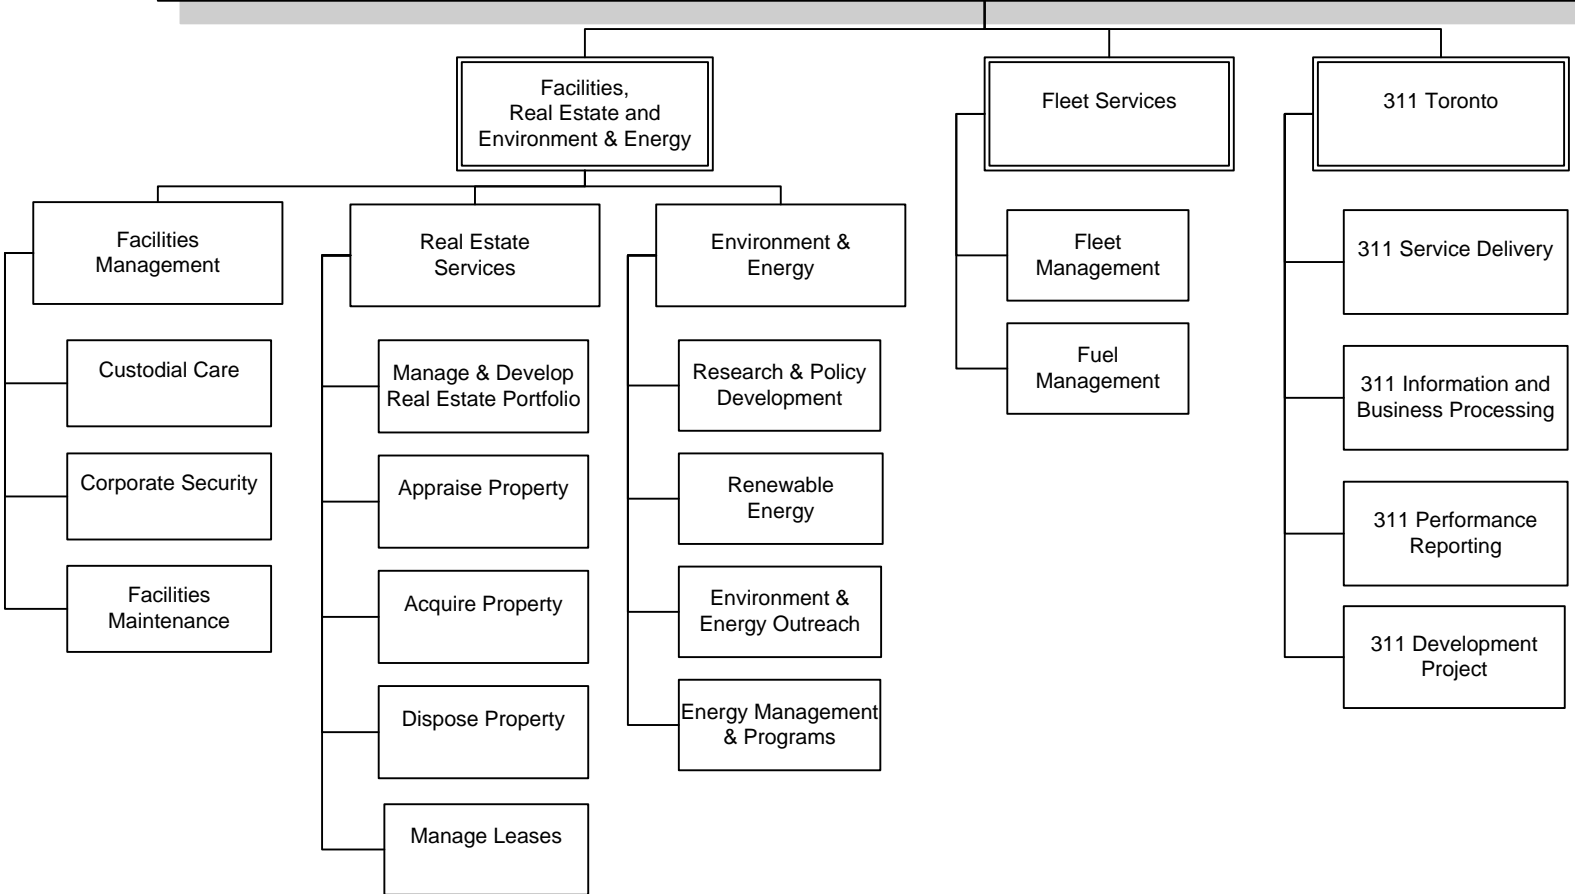 Facilities,
Real Estate and
Environment & Energy
Fleet Services
311 Toronto
Facilities
Management
Real Estate
Services
Environment &
Energy
Fleet
Management
Fuel
Management
311 Service Delivery
311 Information and
Business Processing
311 Performance
Reporting
311 Development
Project
Custodial Care
Corporate Security
Facilities
Maintenance
Manage & Develop
Real Estate Portfolio
Appraise Property
Acquire Property
Dispose Property
Manage Leases
Research & Policy
Development
Renewable
Energy
Environment &
Energy Outreach
Energy Management
& Programs